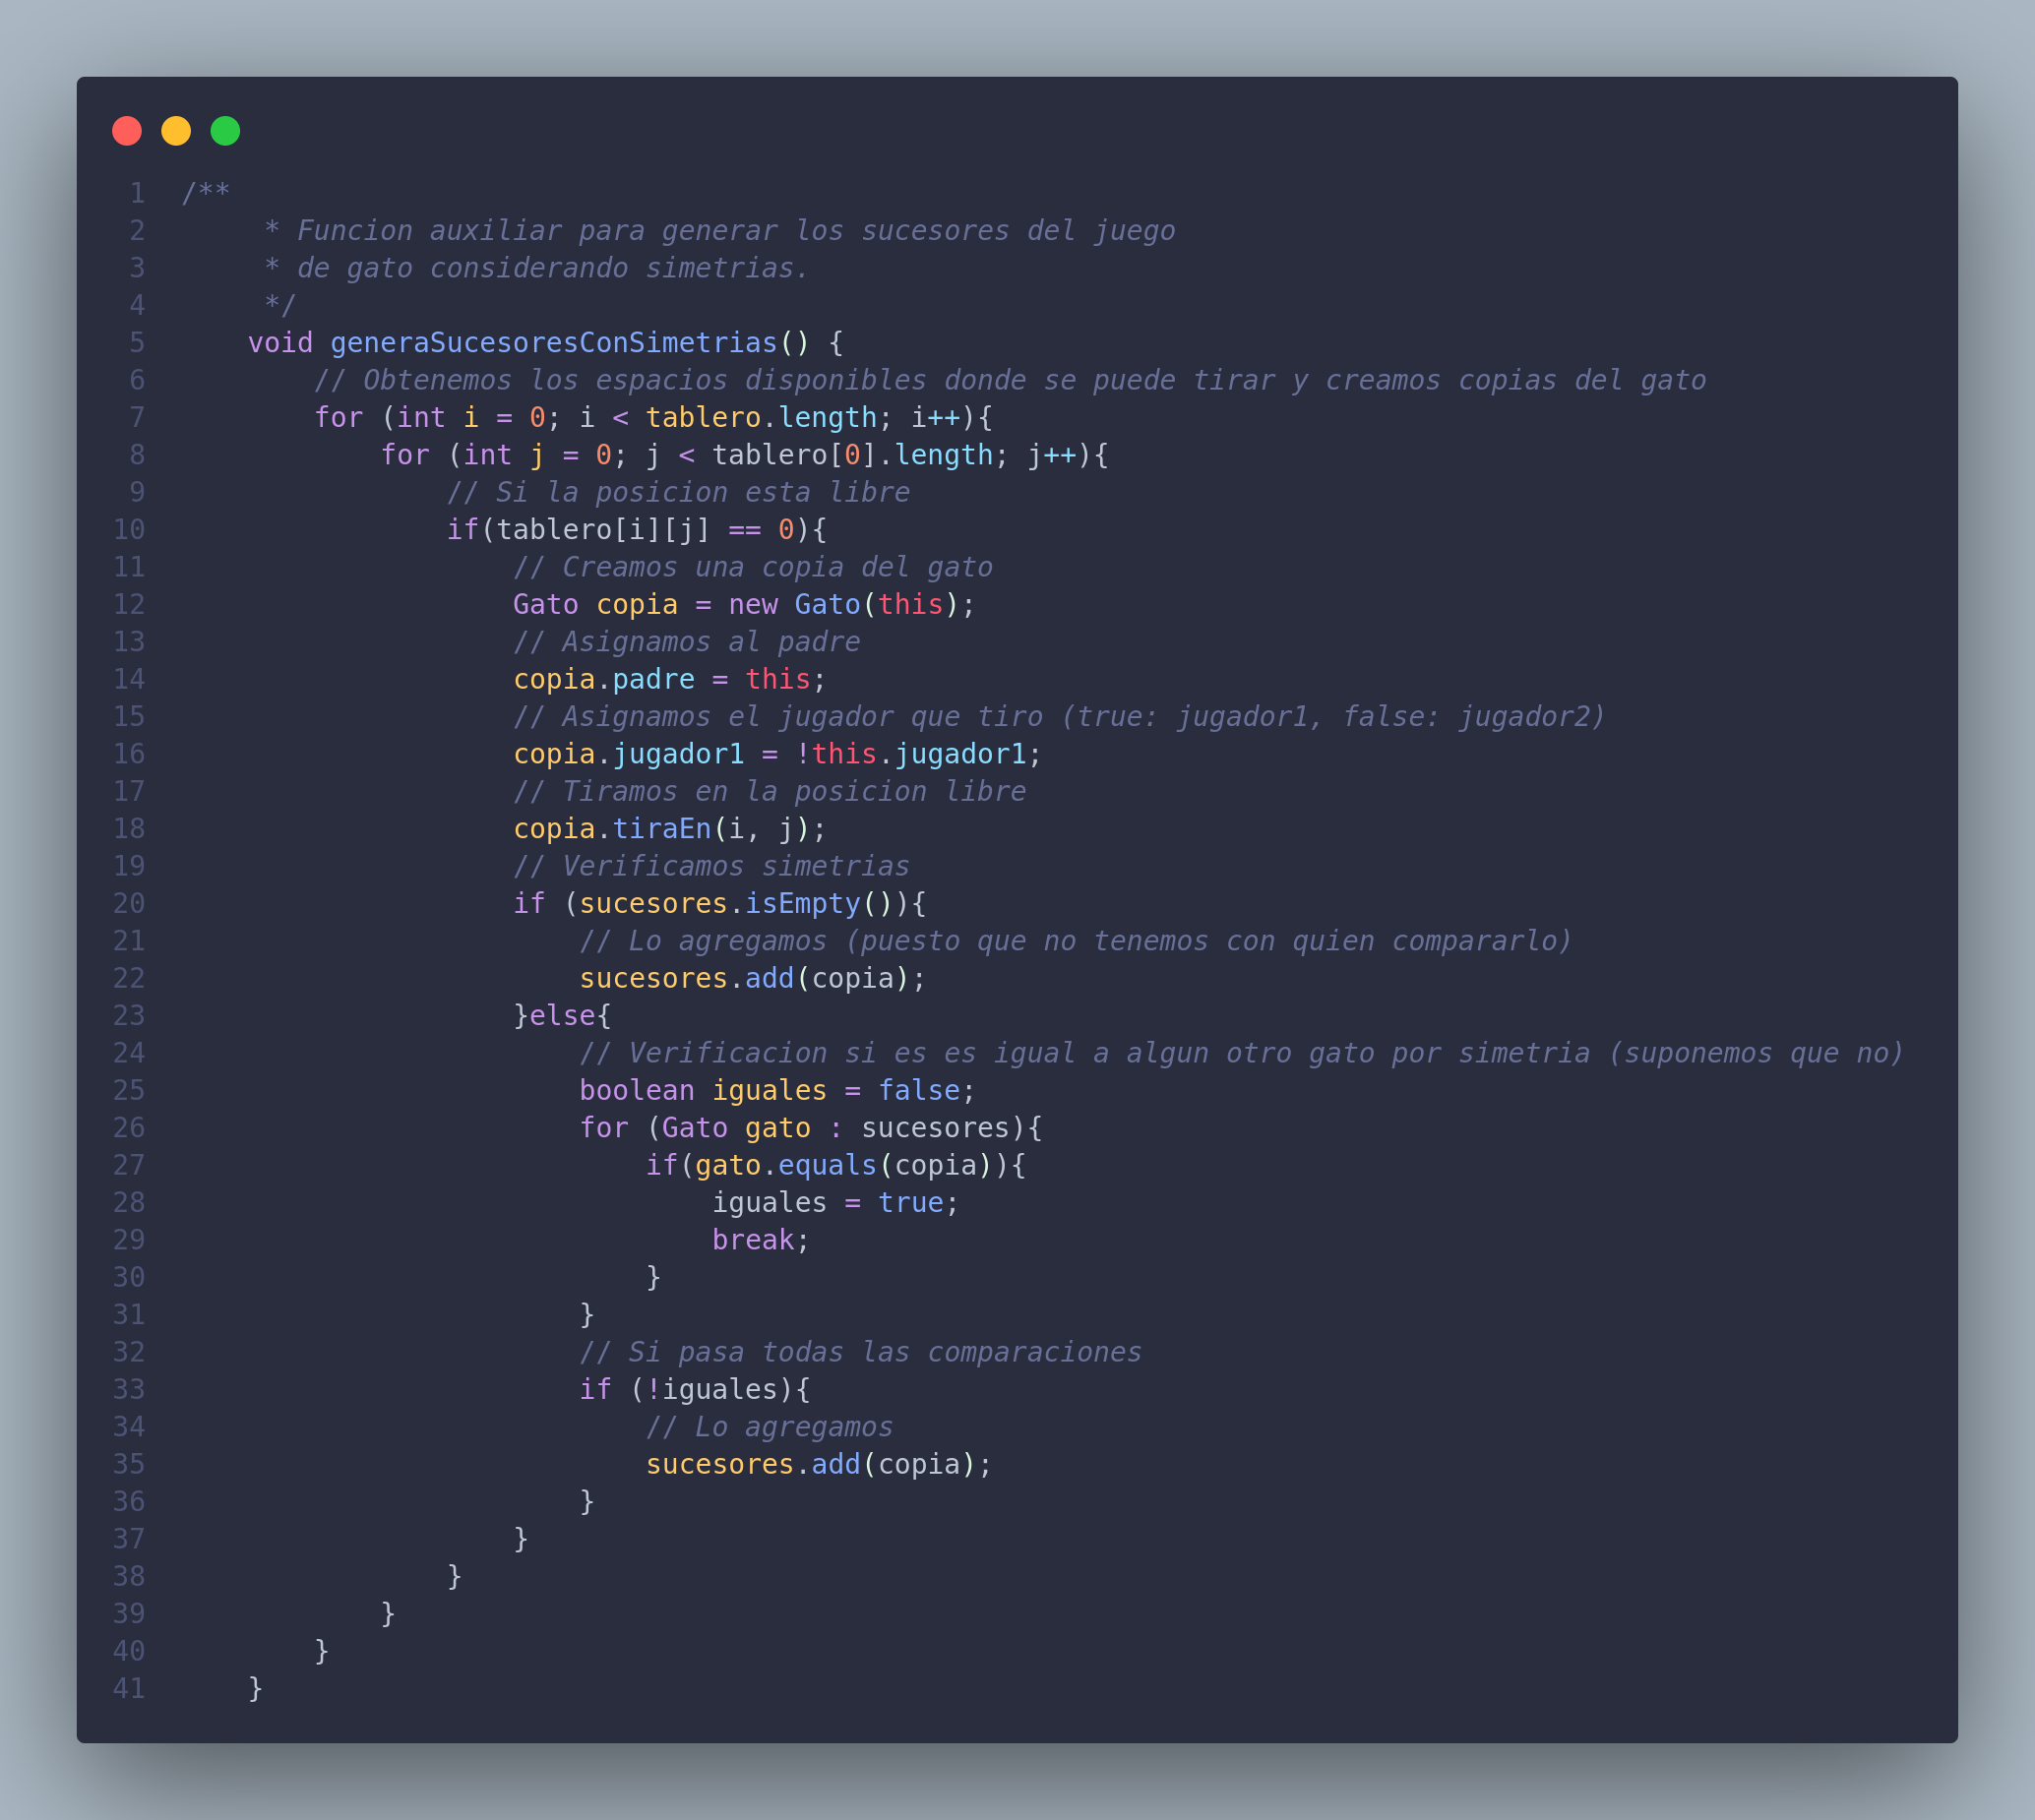 1 /**
2      * Funcion auxiliar para generar los sucesores del juego
3      * de gato considerando simetrias.
4      */
5     void generaSucesoresConSimetrias() {
6         // Obtenemos los espacios disponibles donde se puede tirar y creamos copias del gato
7         for (int i = 0; i < tablero.length; i++){
8             for (int j = 0; j < tablero[0].length; j++){
9                 // Si la posicion esta libre
10                 if(tablero[i][j] == 0){
11                     // Creamos una copia del gato
12                     Gato copia = new Gato(this);
13                     // Asignamos al padre
14                     copia.padre = this;
15                     // Asignamos el jugador que tiro (true: jugador1, false: jugador2)
16                     copia.jugador1 = !this.jugador1;
17                     // Tiramos en la posicion libre
18                     copia.tiraEn(i, j);
19                     // Verificamos simetrias
20                     if (sucesores.isEmpty()){
21                         // Lo agregamos (puesto que no tenemos con quien compararlo)
22                         sucesores.add(copia);
23                     }else{
24                         // Verificacion si es es igual a algun otro gato por simetria (suponemos que no)
25                         boolean iguales = false;
26                         for (Gato gato : sucesores){
27                             if(gato.equals(copia)){
28                                 iguales = true;
29                                 break;
30                             }
31                         }
32                         // Si pasa todas las comparaciones
33                         if (!iguales){
34                             // Lo agregamos
35                             sucesores.add(copia);
36                         }
37                     }
38                 }
39             }
40         }
41     }